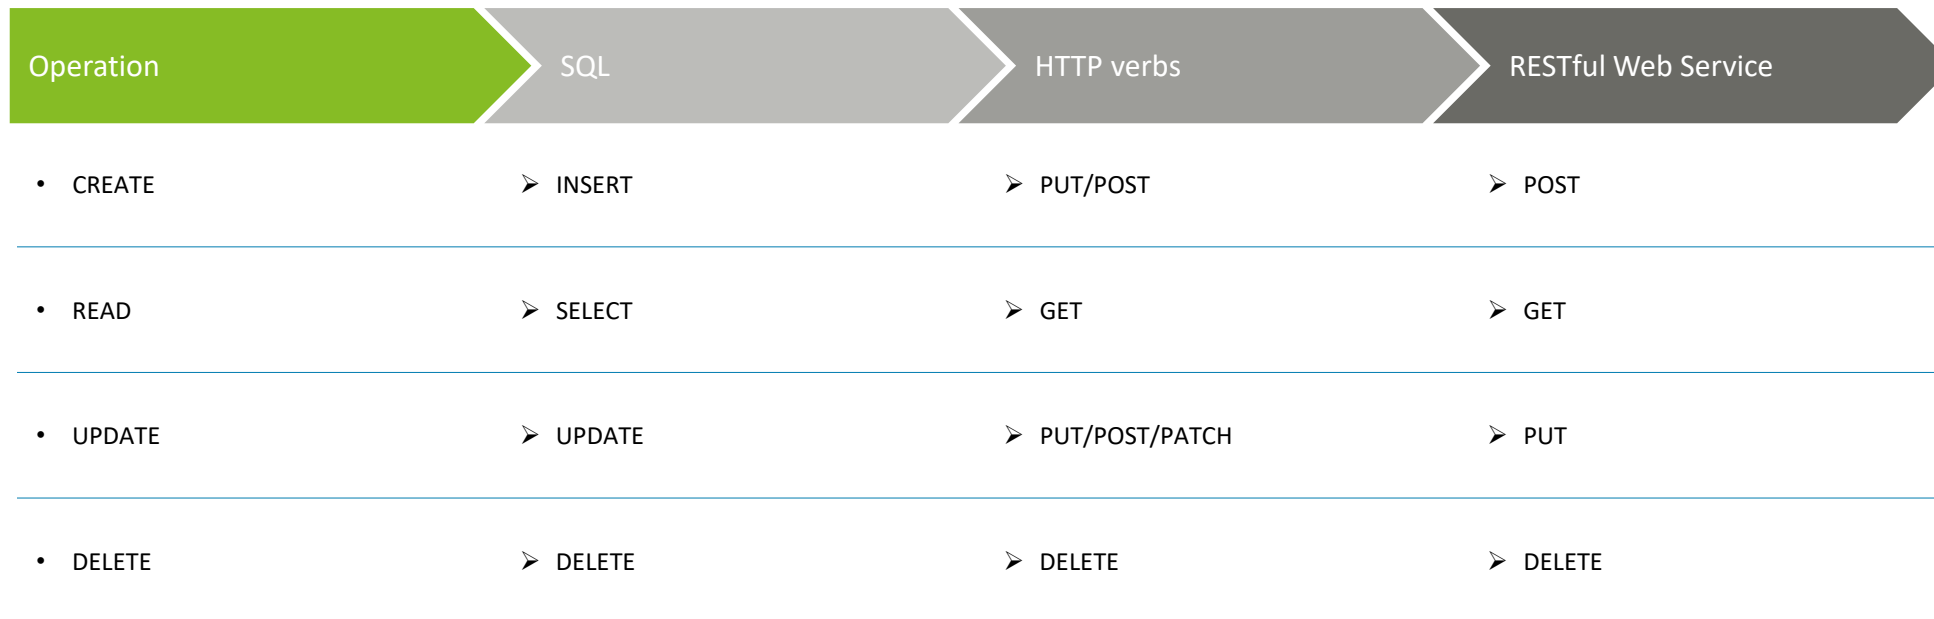 Operation SQL HTTP verbs RESTful Web Service
• CREATE ➢ INSERT ➢ PUT/POST ➢ POST
• READ ➢ SELECT ➢ GET ➢ GET
• UPDATE ➢ UPDATE ➢ PUT/POST/PATCH ➢ PUT
• DELETE ➢ DELETE ➢ DELETE ➢ DELETE